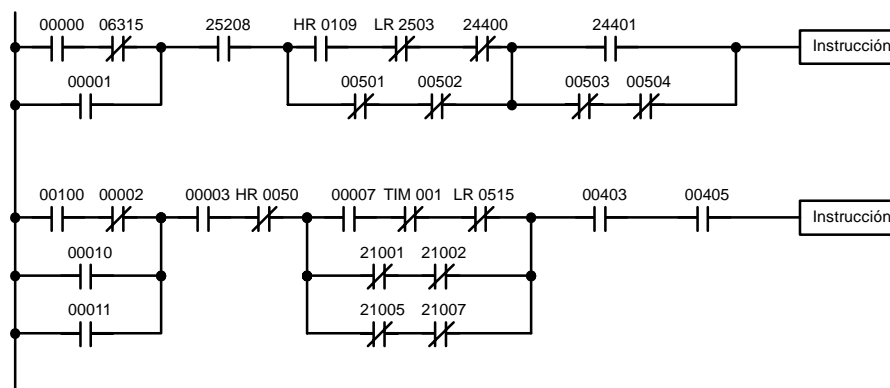 00000 06315 25208 HR 0109 LR 2503 24400 24401
Instrucción
00001 00501 00502 00503 00504
00100 00002 00003 HR 0050 00007 TIM 001 LR 0515 00403 00405
Instrucción
00010 21001 21002
00011 21005 21007